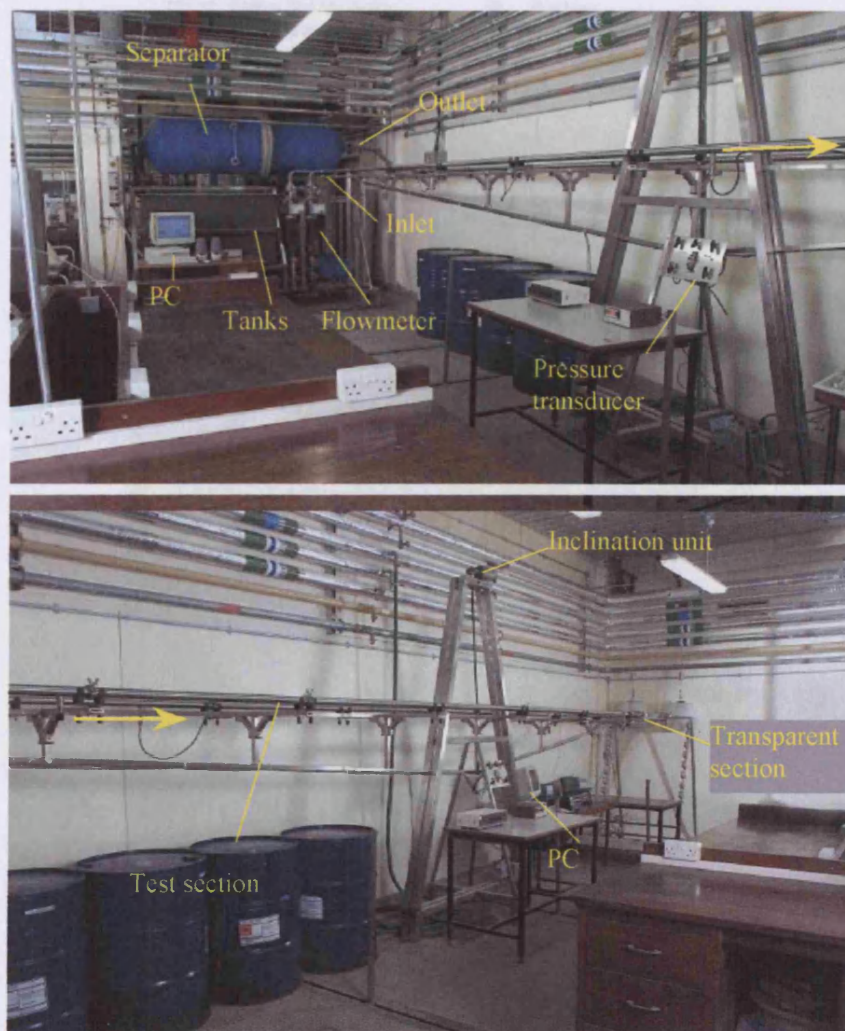 Separator
Outlet
Inlet
PC
Tanks
Flowmeter
Pressure
transducer
Inclination unit
Transparent
section
PC
Test section